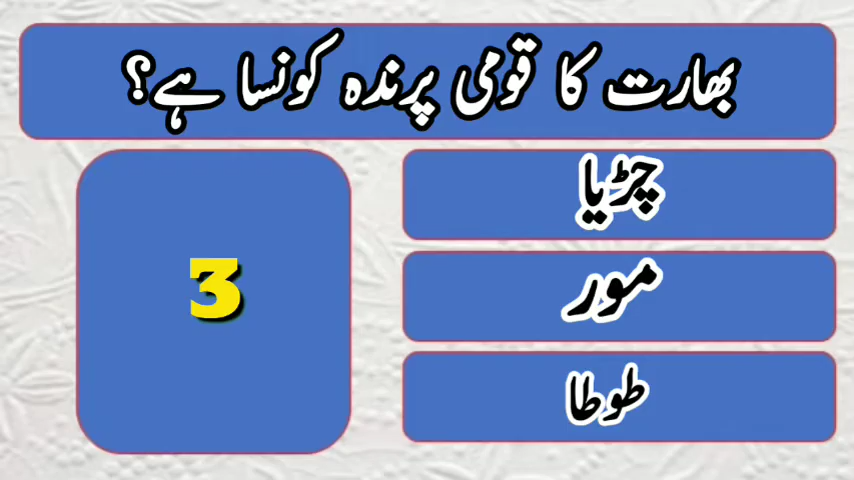 بھارت کا قومی پرندہ کونسا ہے؟
چڑیا
مور
طوطا
3